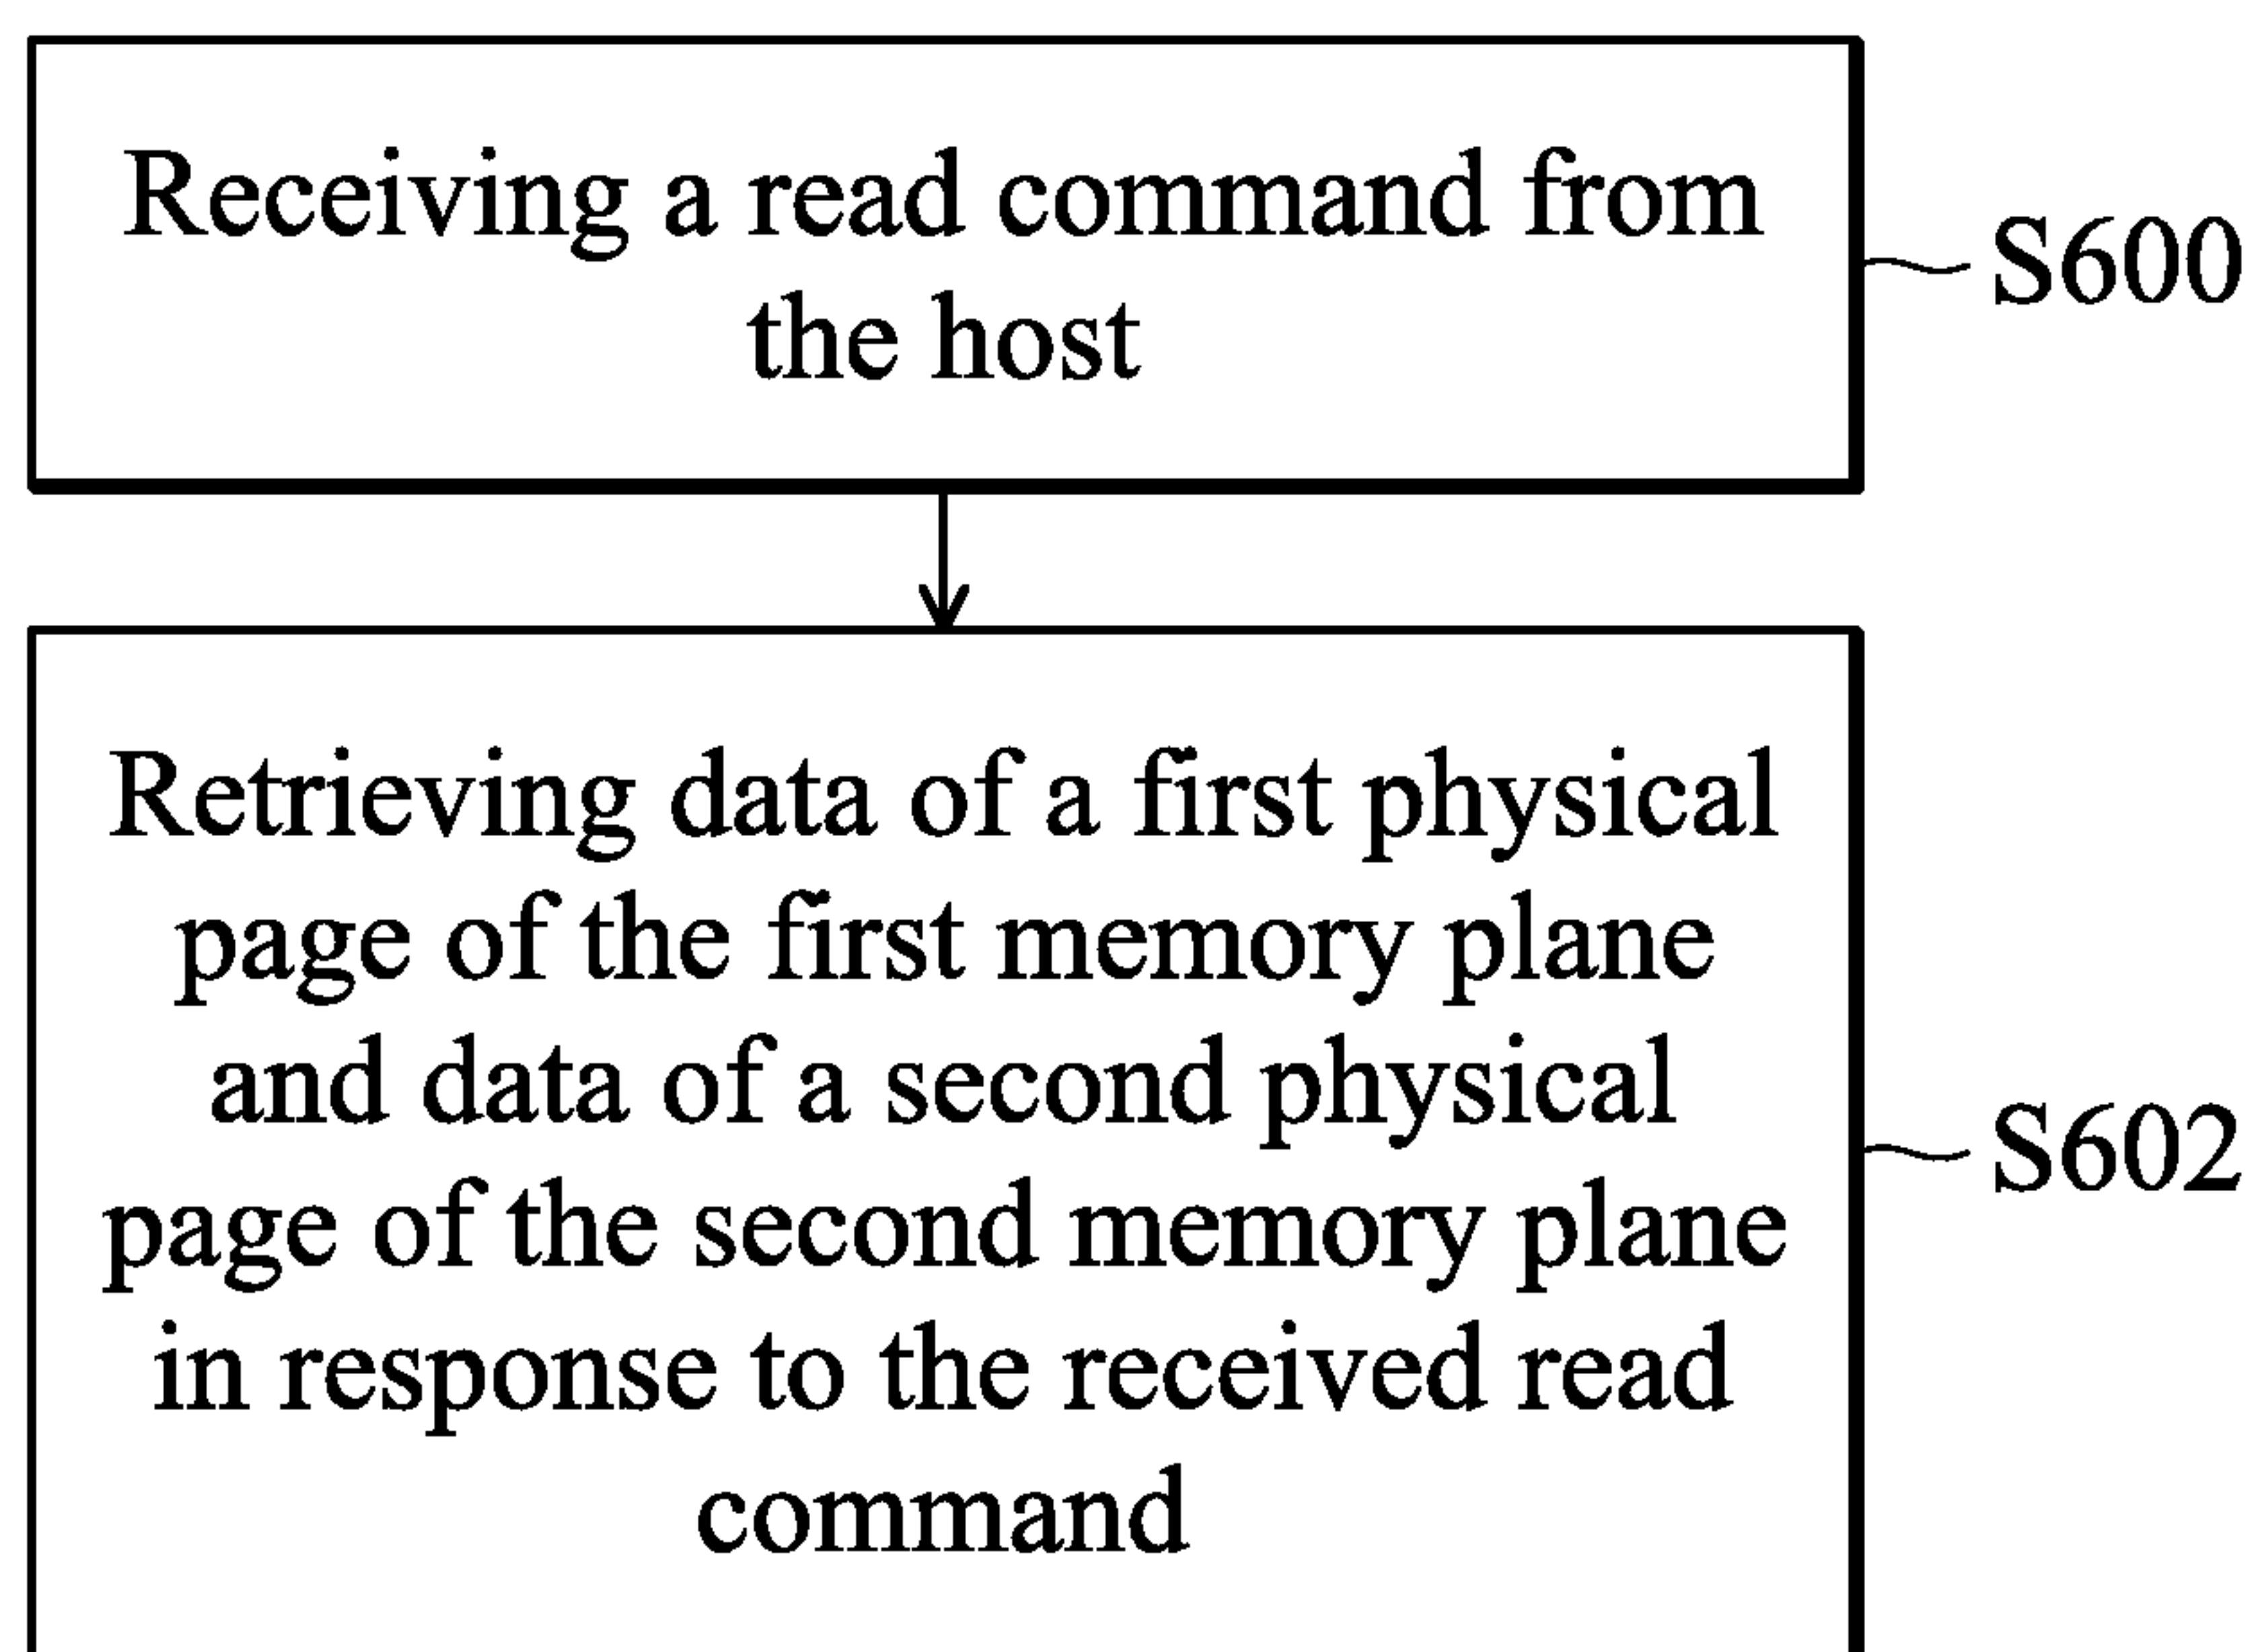 Receiving a read command from
the host
S600
Retrieving data of a first physical
page of the first memory plane
and data of a second physical
page of the second memory plane
in response to the received read
command
S602